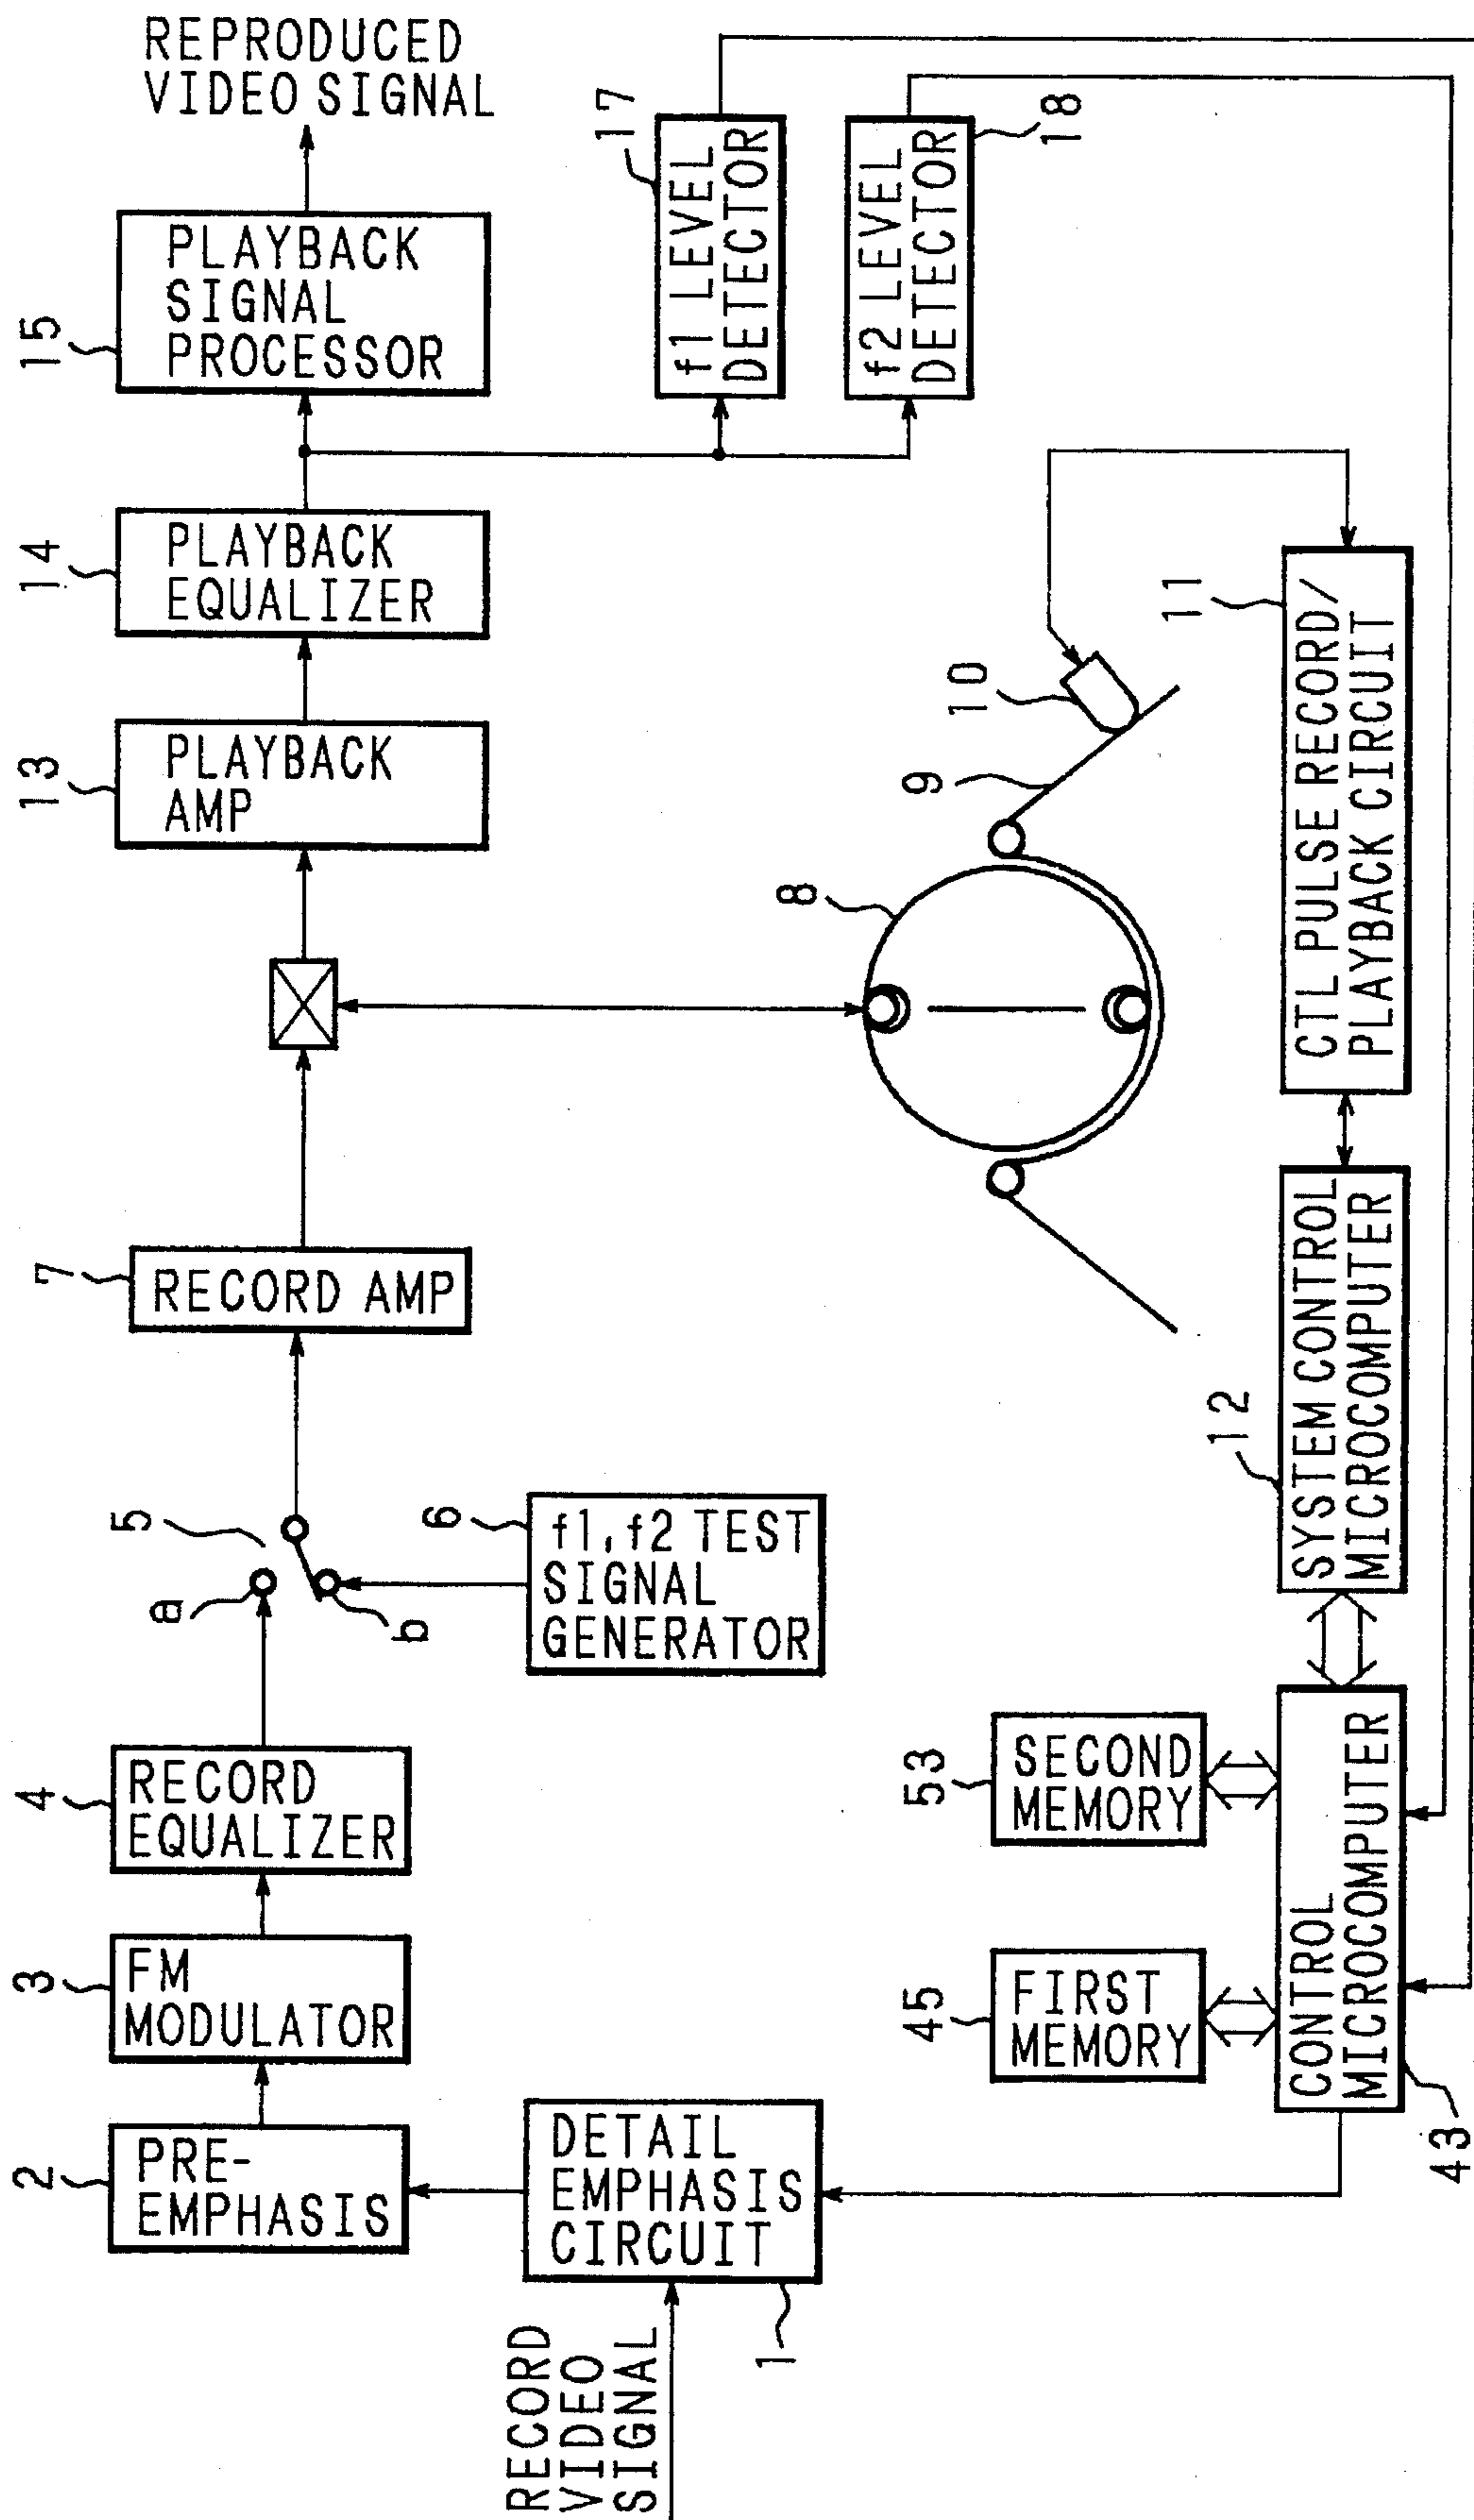 RECORD
VIDEO
SIGNAL
1
DETAIL
EMPHASIS
CIRCUIT
2
PRE-
EMPHASIS
3
FM
MODULATOR
4
RECORD
EQUALIZER
a
5
b
6
f1,f2 TEST
SIGNAL
GENERATOR
7
RECORD AMP
13
PLAYBACK
AMP
14
PLAYBACK
EQUALIZER
15
PLAYBACK
SIGNAL
PROCESSOR
REPRODUCED
VIDEO SIGNAL
17
f1 LEVEL
DETECTOR
f2 LEVEL
DETECTOR
18
8
9
10
45
FIRST
MEMORY
53
SECOND
MEMORY
CONTROL
MICROCOMPUTER
43
12
SYSTEM CONTROL
MICROCOMPUTER
11
CTL PULSE RECORD/
PLAYBACK CIRCUIT